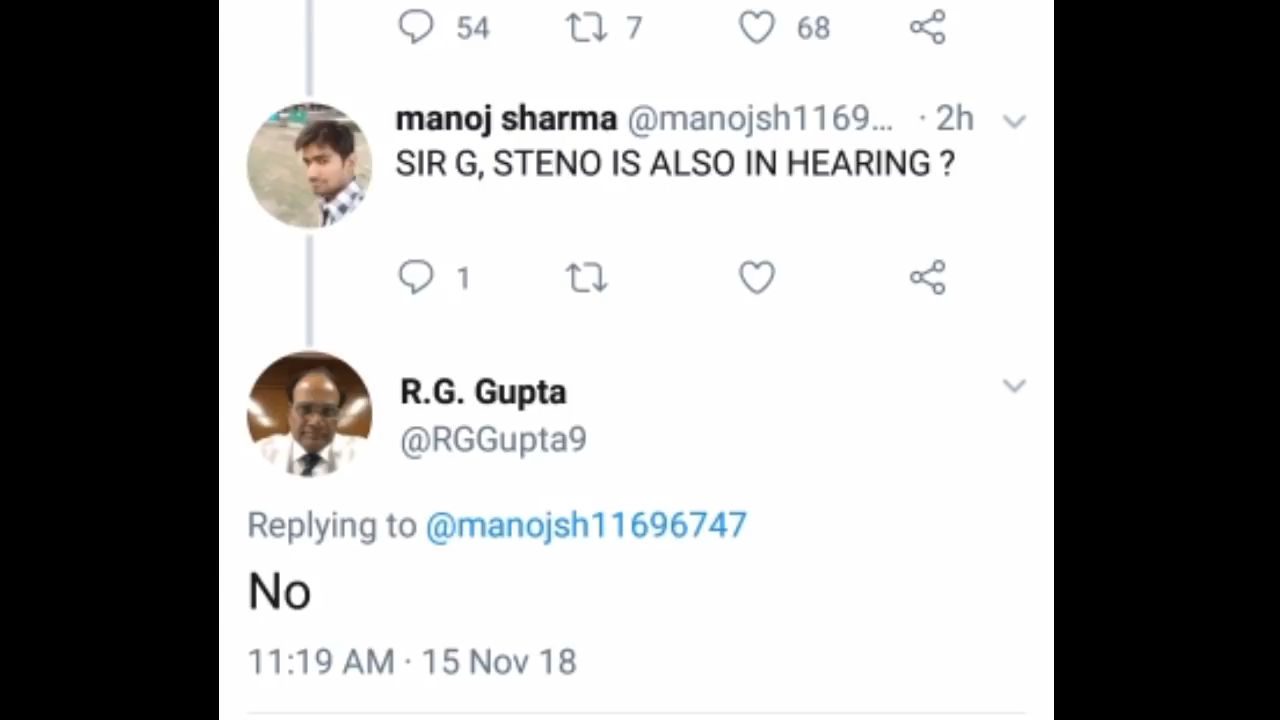 54 7 68
manoj sharma @manojsh1169... · 2h
SIR G, STENO IS ALSO IN HEARING ?
1
R.G. Gupta
@RGGupta9
Replying to @manojsh11696747
No
11:19 AM · 15 Nov 18